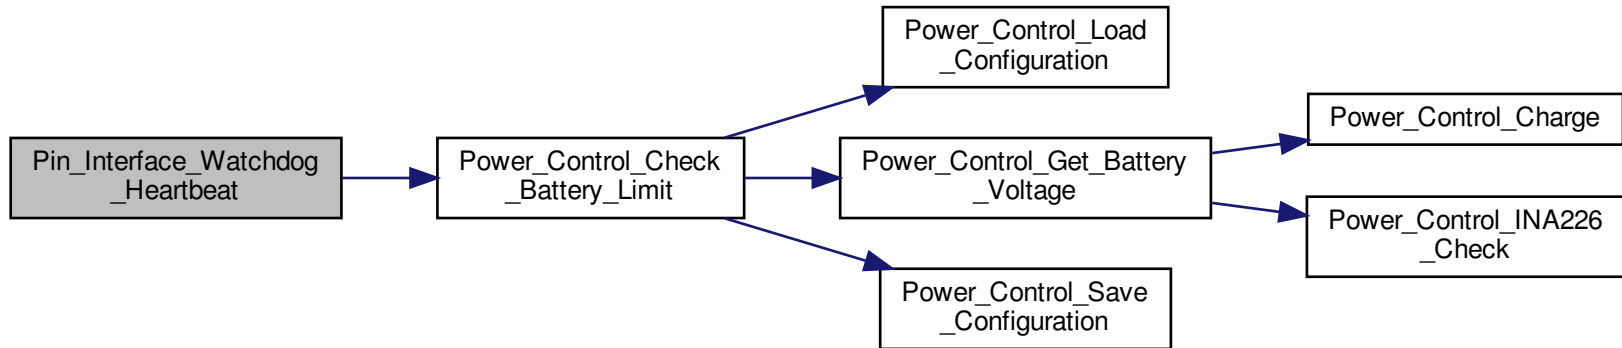 Pin_Interface_Watchdog
_Heartbeat
Power_Control_Check
_Battery_Limit
Power_Control_Load
_Configuration
Power_Control_Get_Battery
_Voltage
Power_Control_Charge
Power_Control_INA226
_Check
Power_Control_Save
_Configuration